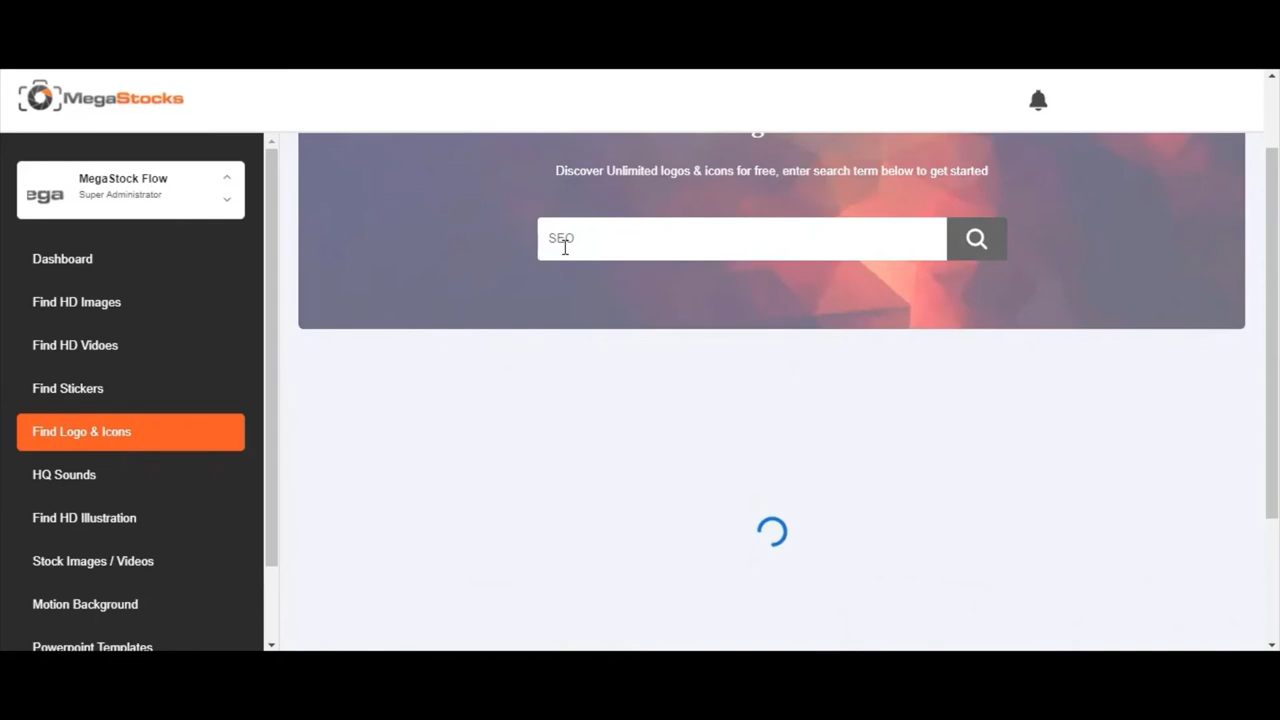 MegaStocks
MegaStock Flow
Super Administrator
ega
Dashboard
Find HD Images
Find HD Vidoes
Find Stickers
Find Logo & Icons
HQ Sounds
Find HD Illustration
Stock Images / Videos
Motion Background
Powerpoint Templates
Discover Unlimited logos & icons for free, enter search term below to get started
SEO